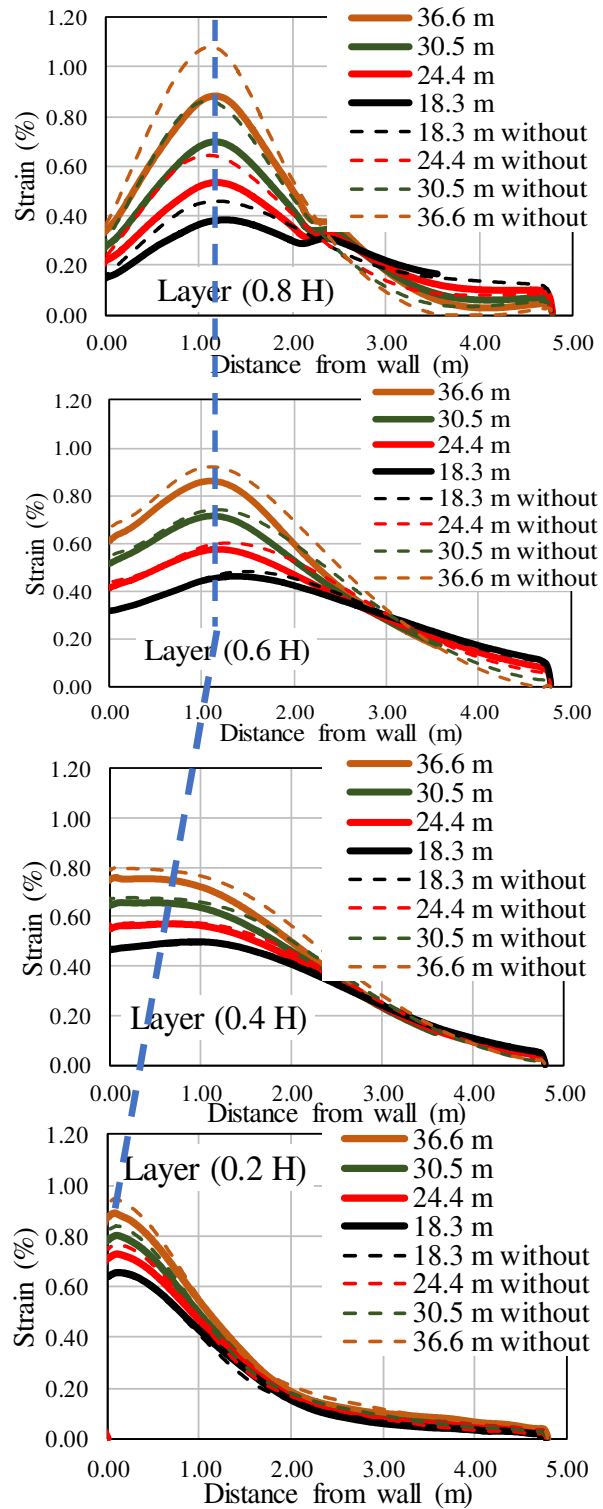 36.6 m
30.5 m
24.4 m
18.3 m
18.3 m without
24.4 m without
30.5 m without
36.6 m without
1.20
1.00
0.80
0.60
0.40
0.20
0.00
Strain (%)
Layer (0.8 H)
0.00 1.00 2.00 3.00 4.00 5.00
Distance from wall (m)
36.6 m
30.5 m
24.4 m
18.3 m
18.3 m without
24.4 m without
30.5 m without
36.6 m without
1.20
1.00
0.80
0.60
0.40
0.20
0.00
Strain (%)
Layer (0.6 H)
0.00 1.00 2.00 3.00 4.00 5.00
Distance from wall (m)
36.6 m
30.5 m
24.4 m
18.3 m
18.3 m without
24.4 m without
30.5 m without
36.6 m without
1.20
1.00
0.80
0.60
0.40
0.20
0.00
Strain (%)
Layer (0.4 H)
0.00 1.00 2.00 3.00 4.00 5.00
Distance from wall (m)
36.6 m
30.5 m
24.4 m
18.3 m
18.3 m without
24.4 m without
30.5 m without
36.6 m without
1.20
1.00
0.80
0.60
0.40
0.20
0.00
Strain (%)
Layer (0.2 H)
0.00 1.00 2.00 3.00 4.00 5.00
Distance from wall (m)